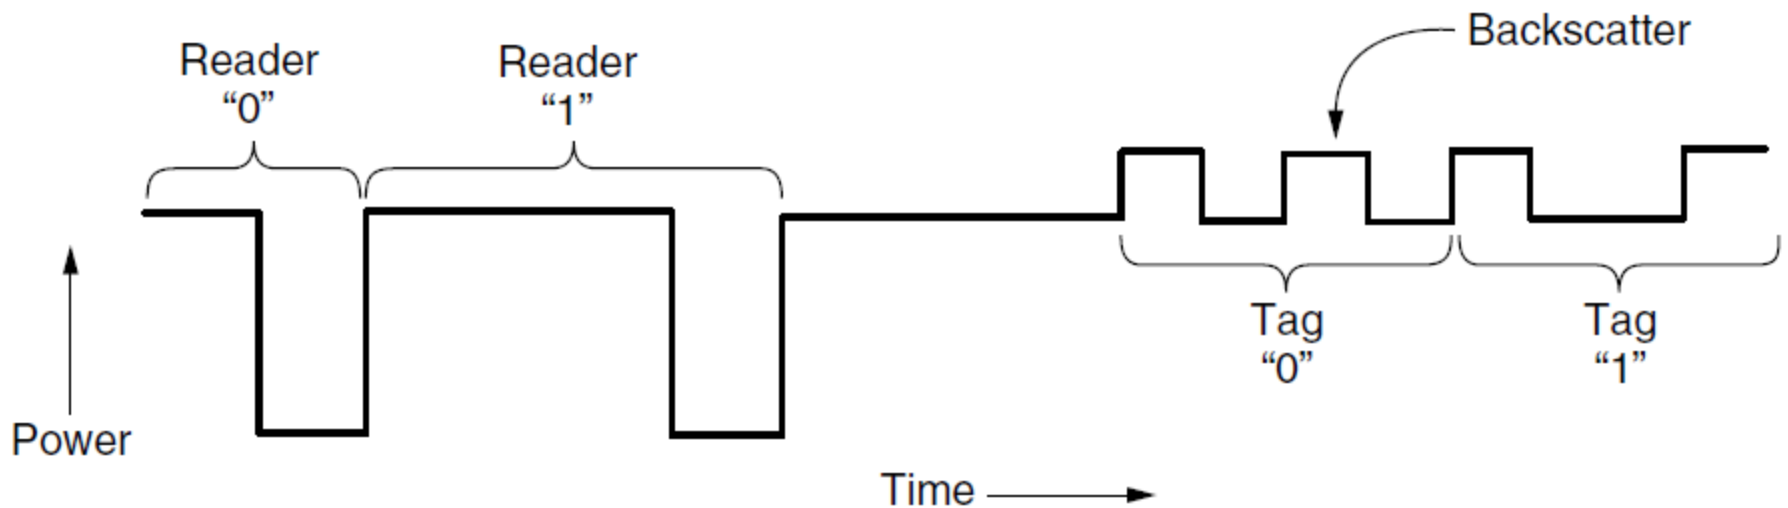 Reader
“0”
Reader
“1”
Backscatter
Tag
“0”
Tag
“1”
Power
Time